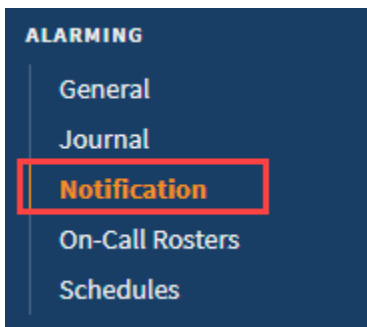 ALARMING
General
Journal
Notification
On-Call Rosters
Schedules